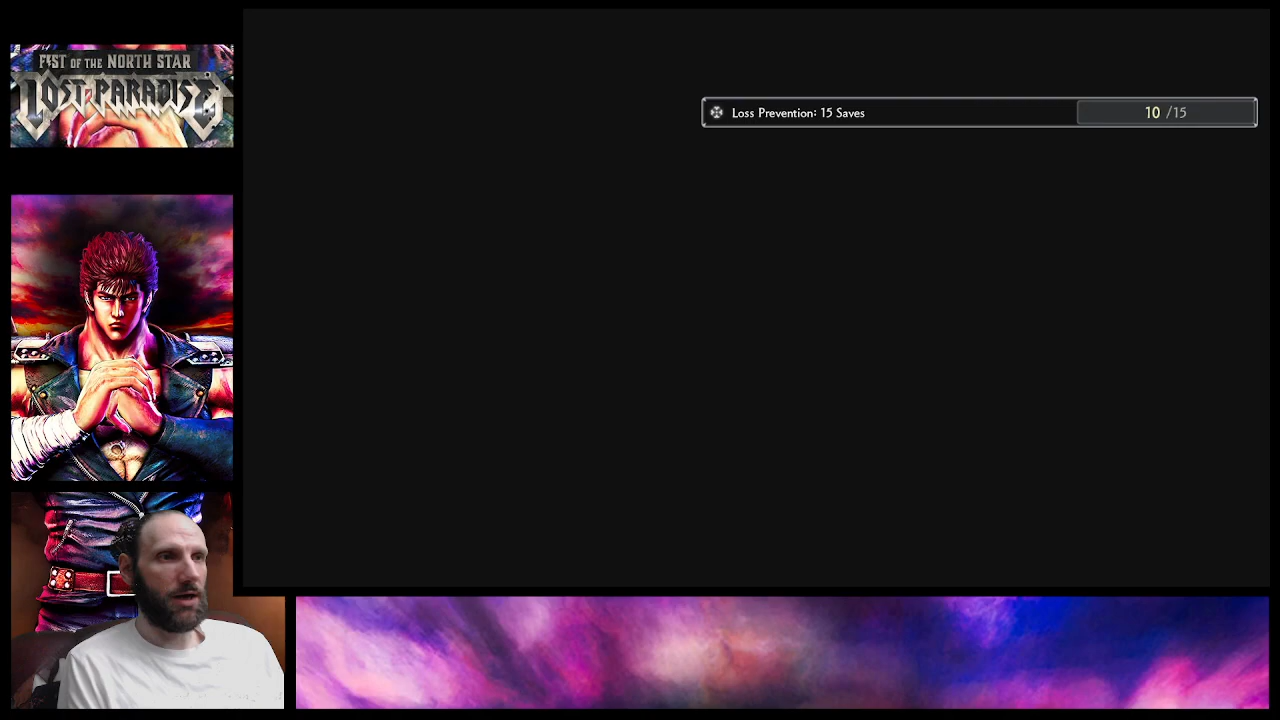 FIST OF THE NORTH STAR
LOST PARADISE
Loss Prevention: 15 Saves
10 /15